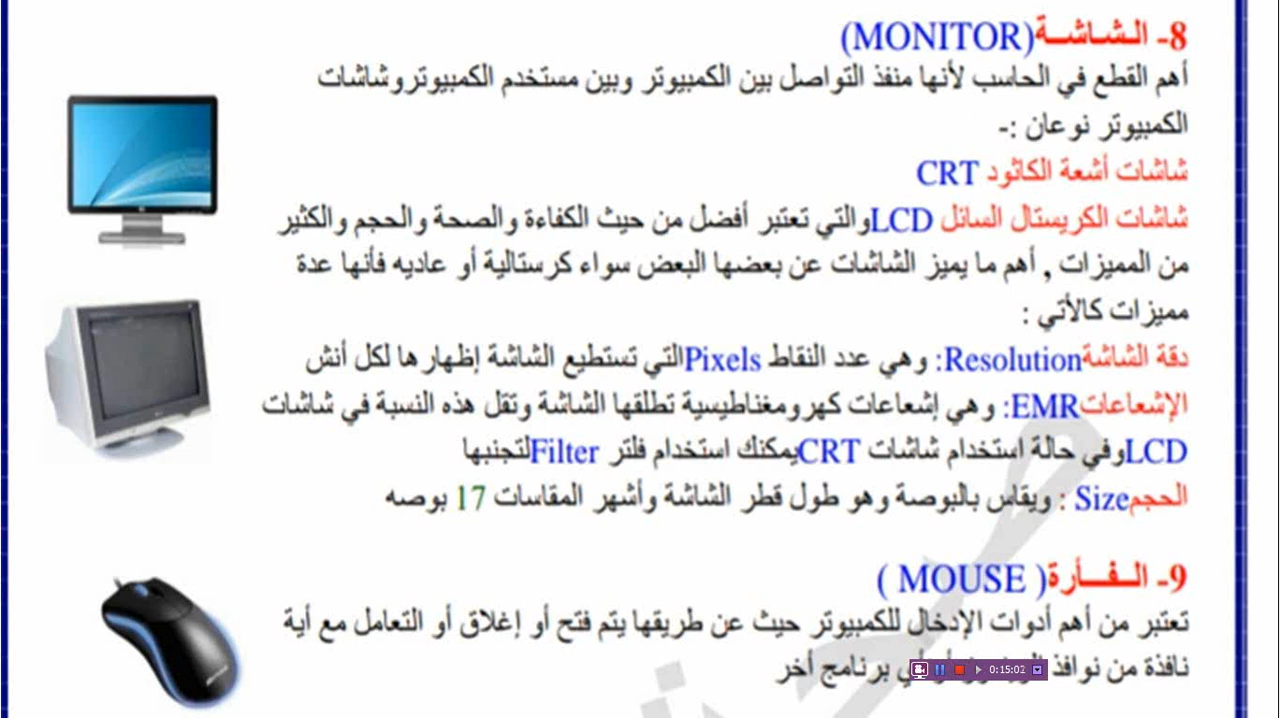 8- الـشـاشـــة(MONITOR)
أهم القطع في الحاسب لأنها منفذ التواصل بين الكمبيوتر وبين مستخدم الكمبيوتروشاشات
الكمبيوتر نوعان :-
شاشات أشعة الكاثود CRT
شاشات الكريستال السائل LCDوالتي تعتبر أفضل من حيث الكفاءة والصحة والحجم والكثير
من المميزات , أهم ما يميز الشاشات عن بعضها البعض سواء كرستالية أو عاديه فأنها عدة
مميزات كالأتي :
دقة الشاشةResolution: وهي عدد النقاط Pixelsالتي تستطيع الشاشة إظهارها لكل أنش
الإشعاعاتEMR: وهي إشعاعات كهرومغناطيسية تطلقها الشاشة وتقل هذه النسبة في شاشات
LCDوفي حالة استخدام شاشات CRTيمكنك استخدام فلتر Filterلتجنبها
الحجمSize : ويقاس بالبوصة وهو طول قطر الشاشة وأشهر المقاسات 17 بوصه
9- الــفــأرة( MOUSE )
تعتبر من أهم أدوات الإدخال للكمبيوتر حيث عن طريقها يتم فتح أو إغلاق أو التعامل مع أية
نافذة من نوافذ أي برنامج أخر
0:15:02